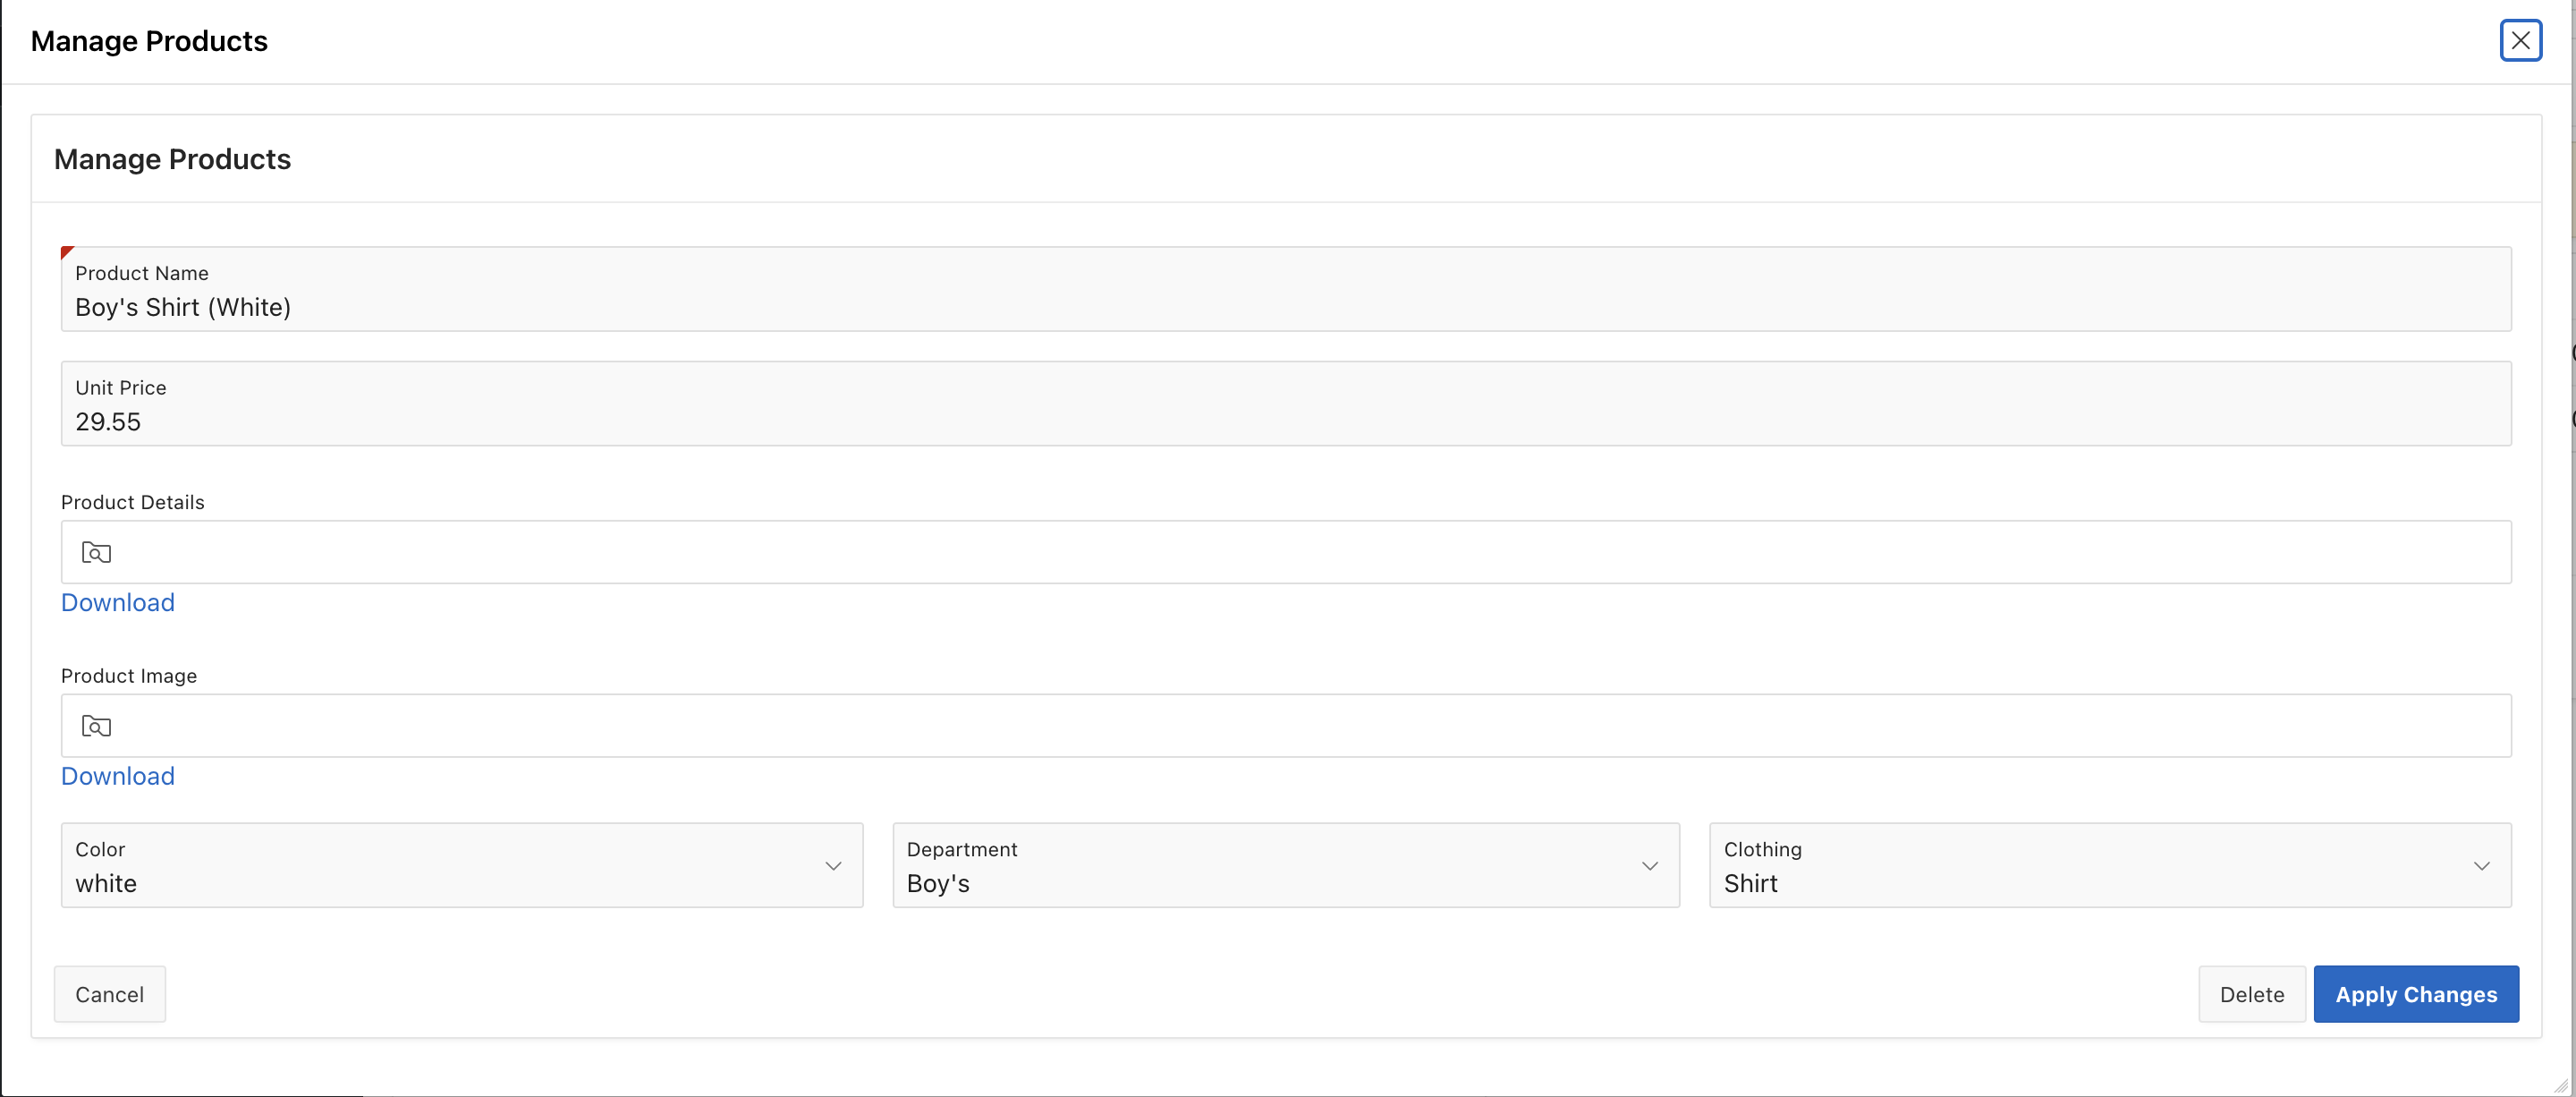 Manage Products
Manage Products
Product Name
Boy's Shirt (White)
Unit Price
29.55
Product Details
Download
Product Image
Download
Color
white
Department
Boy's
Clothing
Shirt
Cancel
Delete
Apply Changes